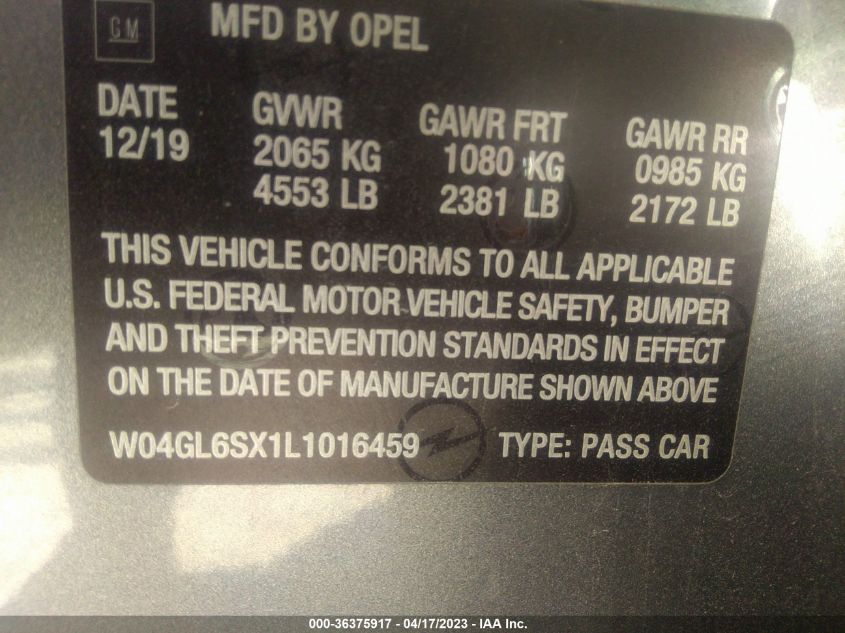 GM
MFD BY OPEL
DATE
12/19
GVWR
2065 KG
4553 LB
GAWR FRT
1080 KG
2381 LB
GAWR RR
0985 KG
2172 LB
THIS VEHICLE CONFORMS TO ALL APPLICABLE
U.S. FEDERAL MOTOR VEHICLE SAFETY, BUMPER
AND THEFT PREVENTION STANDARDS IN EFFECT
ON THE DATE OF MANUFACTURE SHOWN ABOVE
W04GL6SX1L1016459 TYPE: PASS CAR
000-36375917 - 04/17/2023 - IAA Inc.